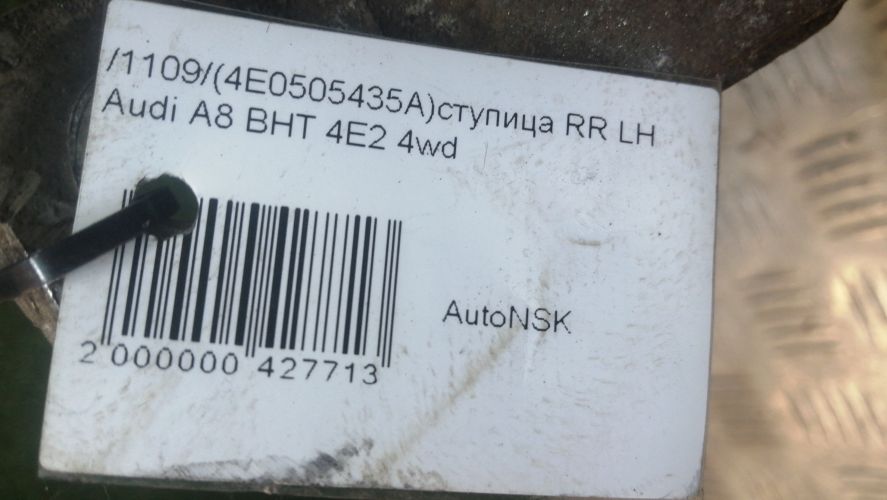 /1109/(4E0505435A)ступица RR LH
Audi A8 BHT 4E2 4wd
AutoNSK
2 000000 427713